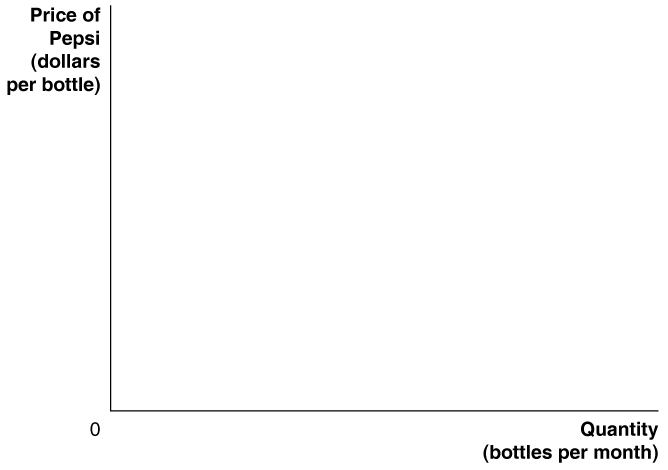 Price of
Pepsi
(dollars
per bottle)
0
Quantity
(bottles per month)